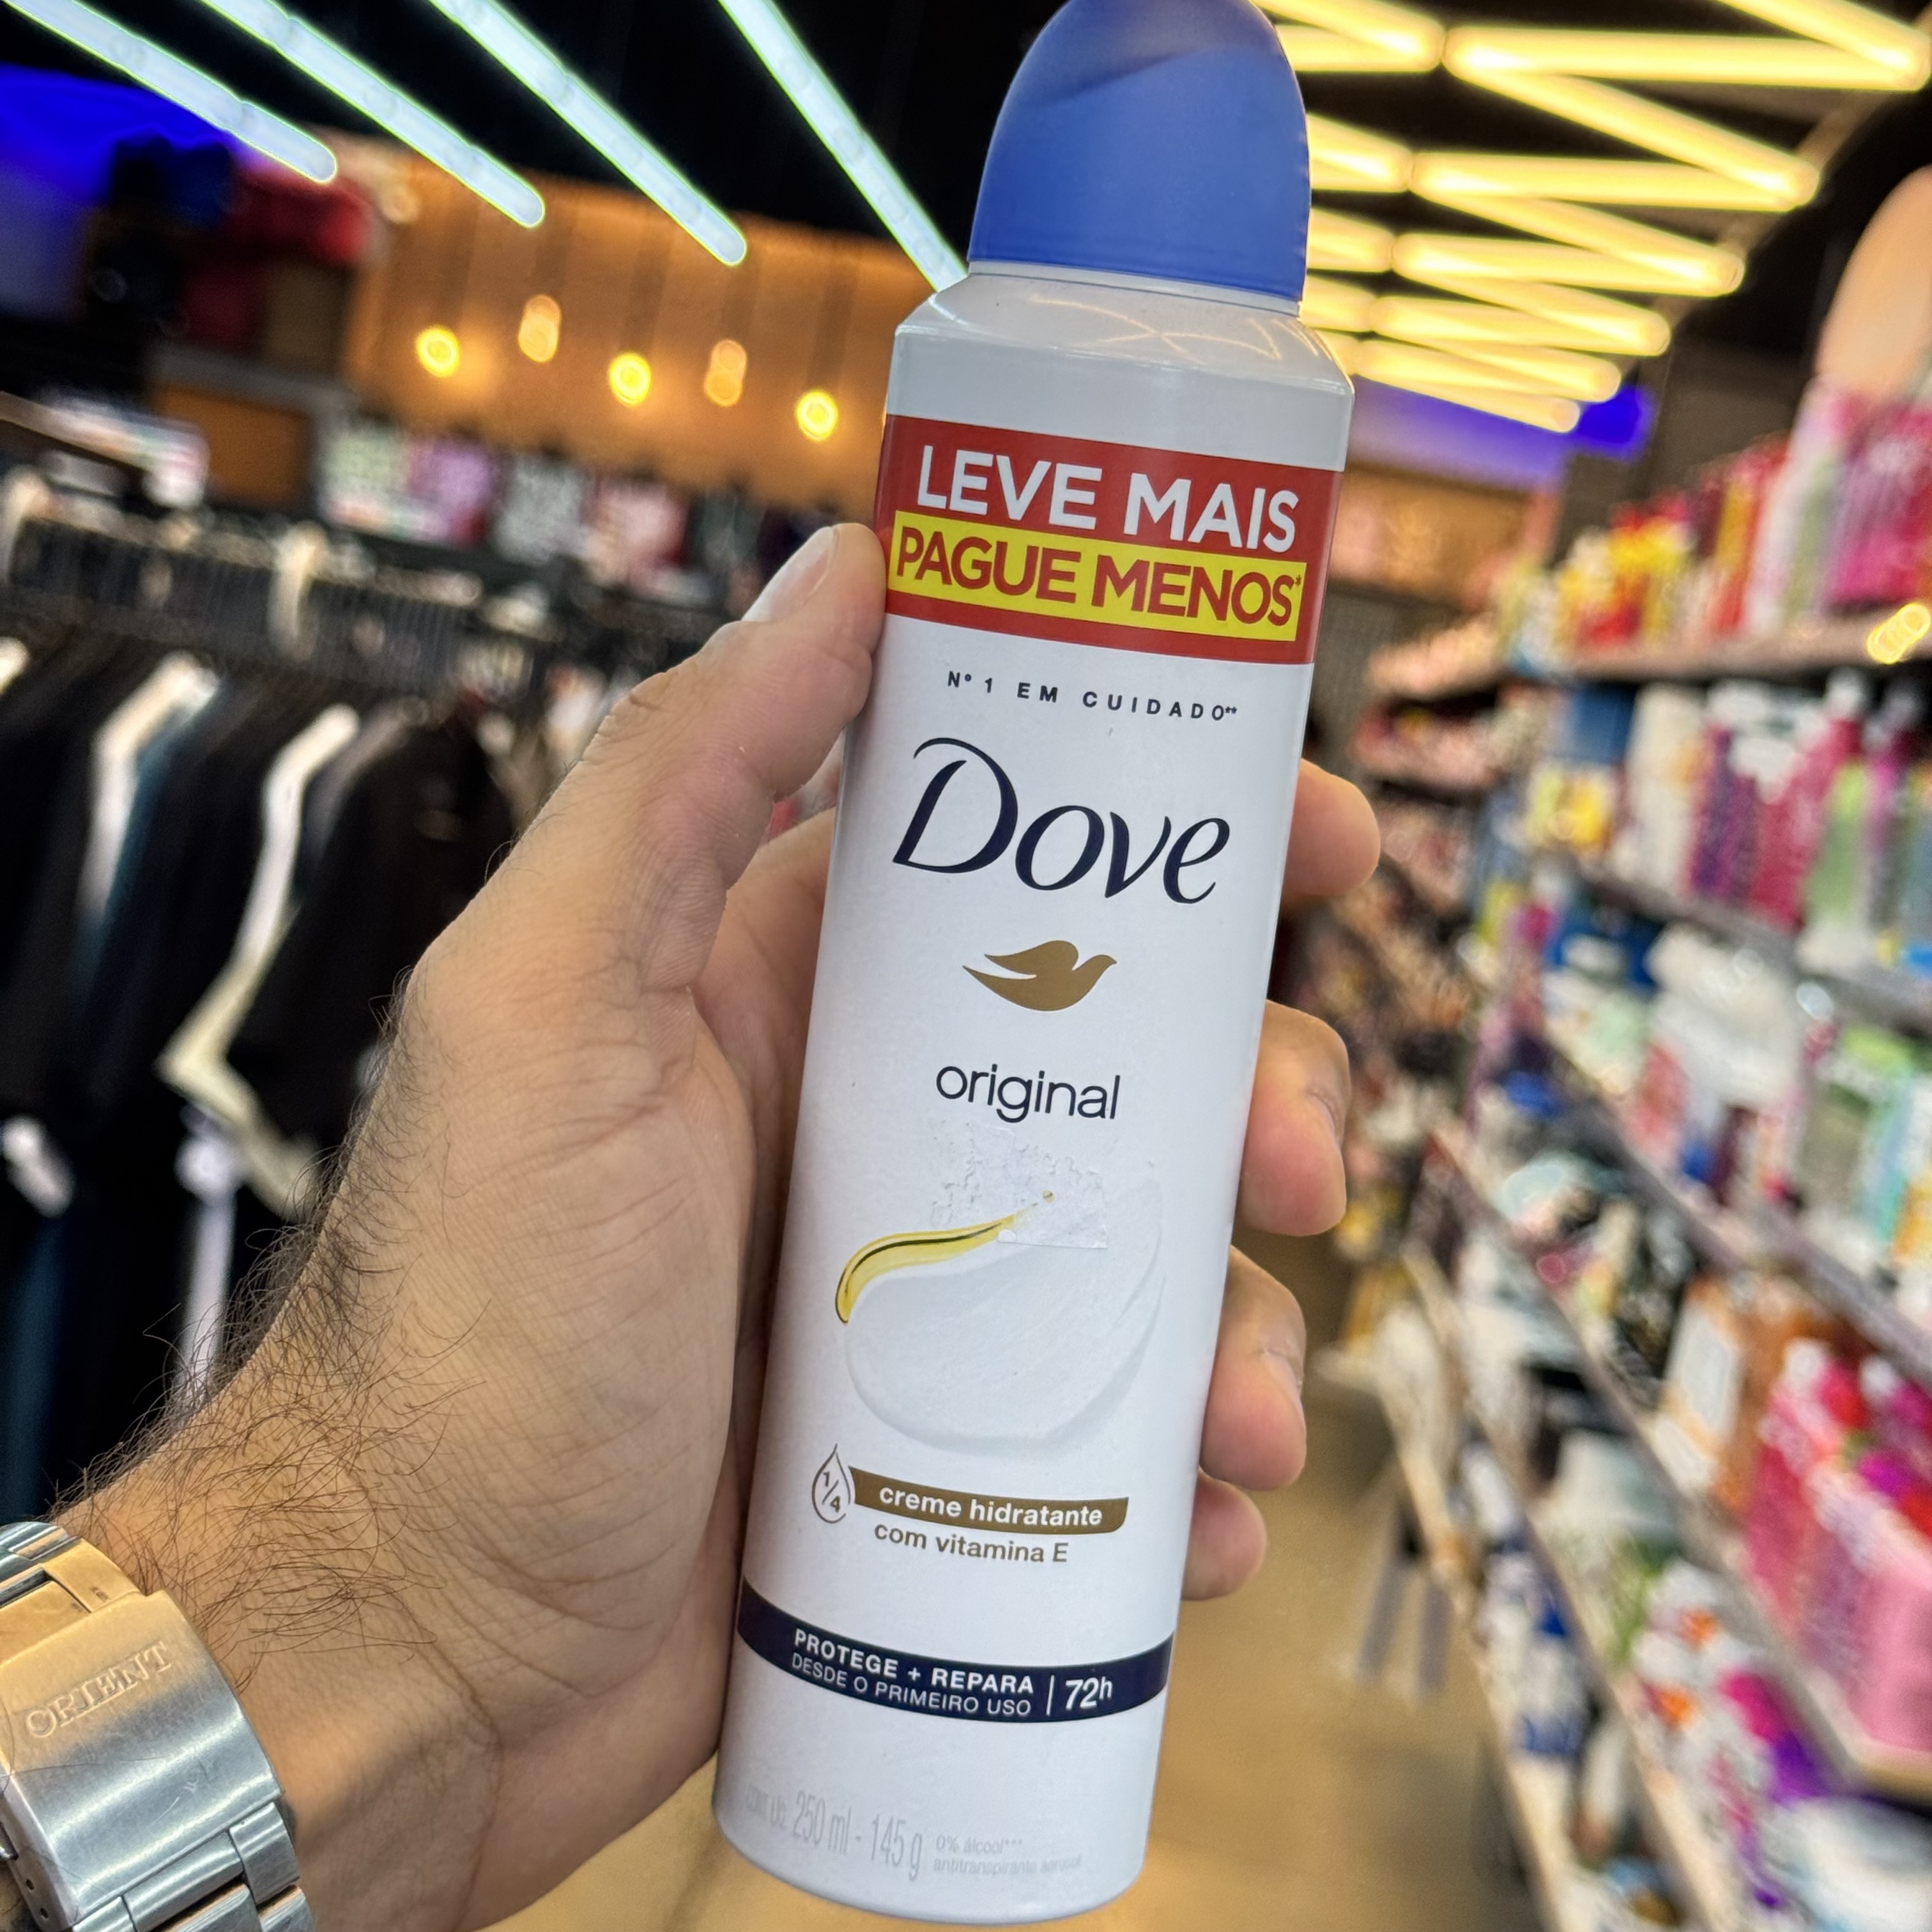 LEVE MAIS
PAGUE MENOS*
Nº 1 EM CUIDADO**
Dove
original
1/4
creme hidratante
com vitamina E
PROTEGE + REPARA
DESDE O PRIMEIRO USO
72h
250 ml - 145 g
0% álcool***
antitranspirante aerosol
ORIENT